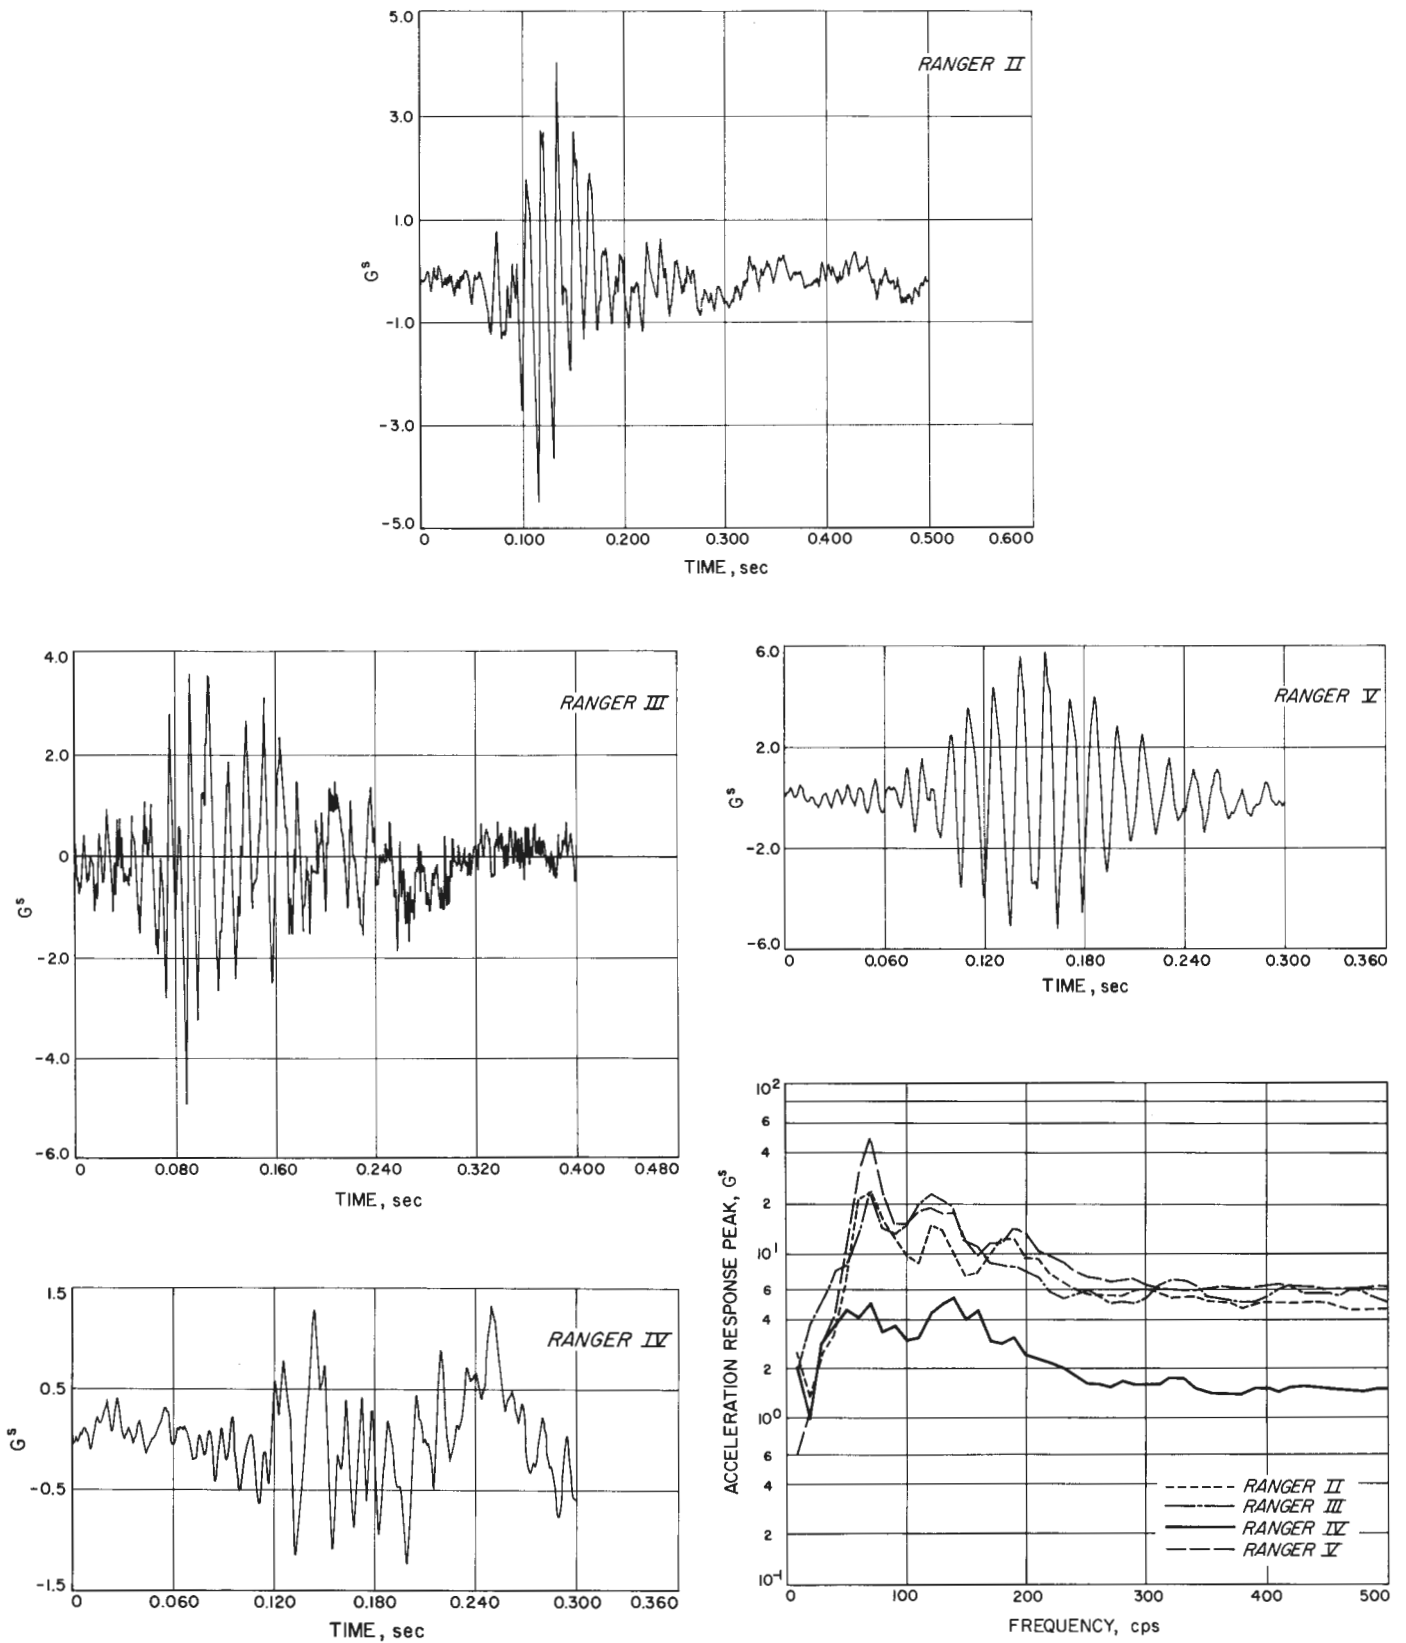 5.0
RANGER II
3.0
1.0
G^s
-1.0
-3.0
-5.0
0 0.100 0.200 0.300 0.400 0.500 0.600
TIME, sec
4.0
RANGER III
2.0
0
G^s
-2.0
-4.0
-6.0
0 0.080 0.160 0.240 0.320 0.400 0.480
TIME, sec
6.0
RANGER V
2.0
G^s
-2.0
-6.0
0 0.060 0.120 0.180 0.240 0.300 0.360
TIME, sec
1.5
RANGER IV
0.5
G^s
-0.5
-1.5
0 0.060 0.120 0.180 0.240 0.300 0.360
TIME, sec
10^2
6
4
2
10^1
6
4
2
10^0
6
4
2
10^-1
ACCELERATION RESPONSE PEAK, G^s
RANGER II
RANGER III
RANGER IV
RANGER V
0 100 200 300 400 500
FREQUENCY, cps